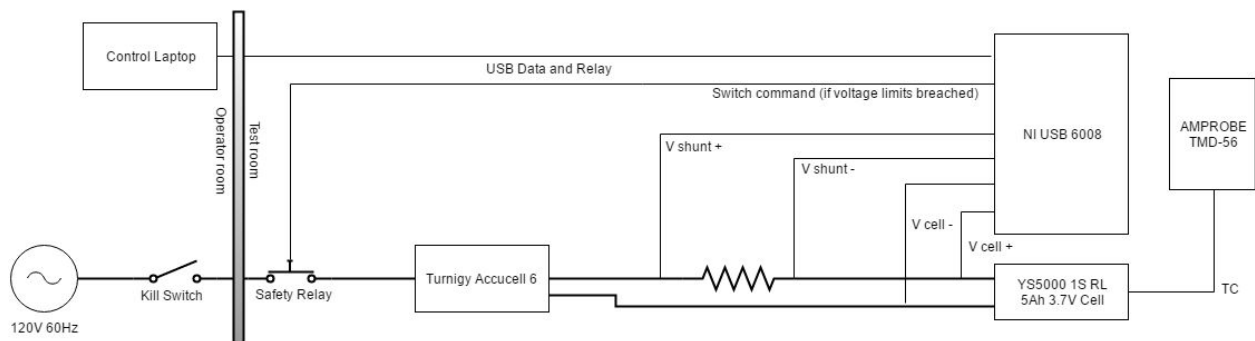 Control Laptop
USB Data and Relay
Switch command (if voltage limits breached)
Operator room
Test room
NI USB 6008
AMPROBE
TMD-56
V shunt +
V shunt -
V cell -
V cell +
Kill Switch
Safety Relay
Turnigy Accucell 6
YS5000 1S RL
5Ah 3.7V Cell
TC
120V 60Hz